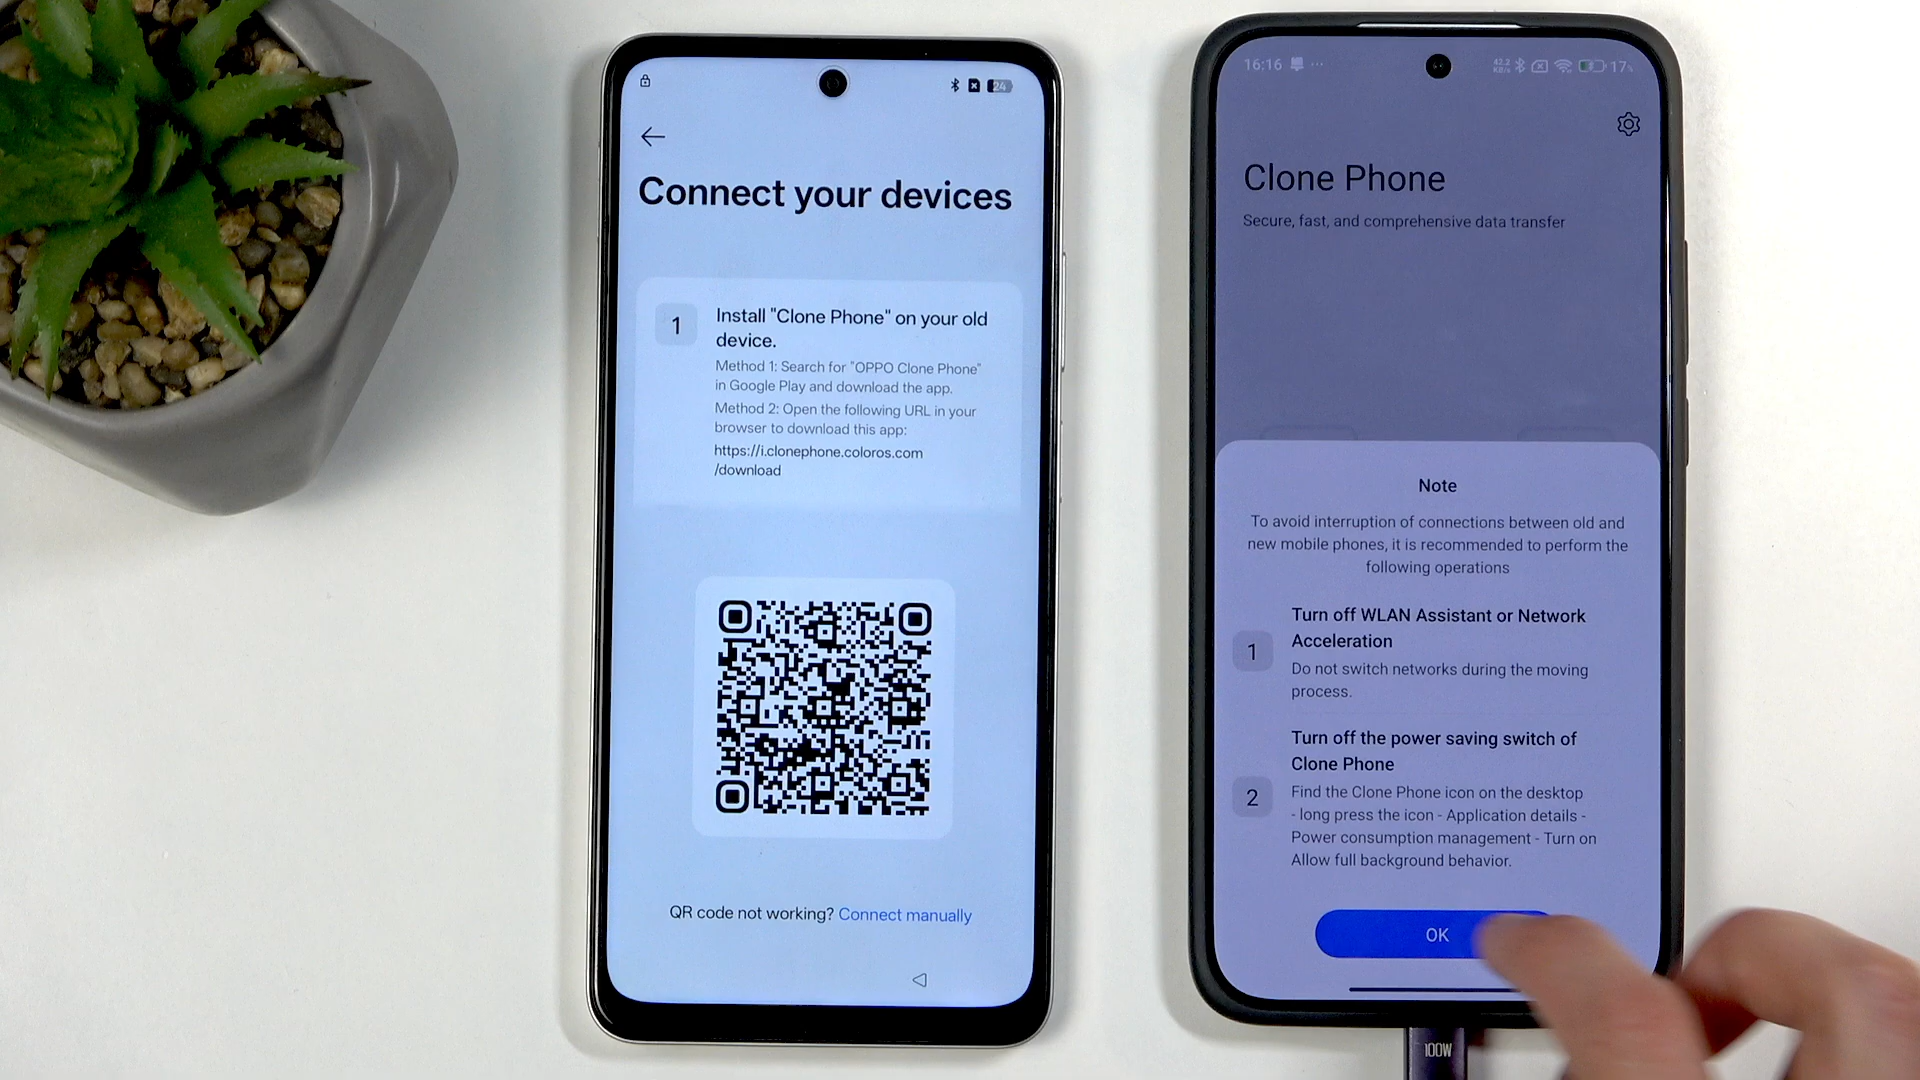 24
Connect your devices
1
Install "Clone Phone" on your old
device.
Method 1: Search for "OPPO Clone Phone"
in Google Play and download the app.
Method 2: Open the following URL in your
browser to download this app:
https://i.clonephone.coloros.com
/download
QR code not working? Connect manually
16:16
42.2
KB/s
17%
Clone Phone
Secure, fast, and comprehensive data transfer
Note
To avoid interruption of connections between old and
new mobile phones, it is recommended to perform the
following operations
1
Turn off WLAN Assistant or Network
Acceleration
Do not switch networks during the moving
process.
2
Turn off the power saving switch of
Clone Phone
Find the Clone Phone icon on the desktop
- long press the icon - Application details -
Power consumption management - Turn on
Allow full background behavior.
OK
100W